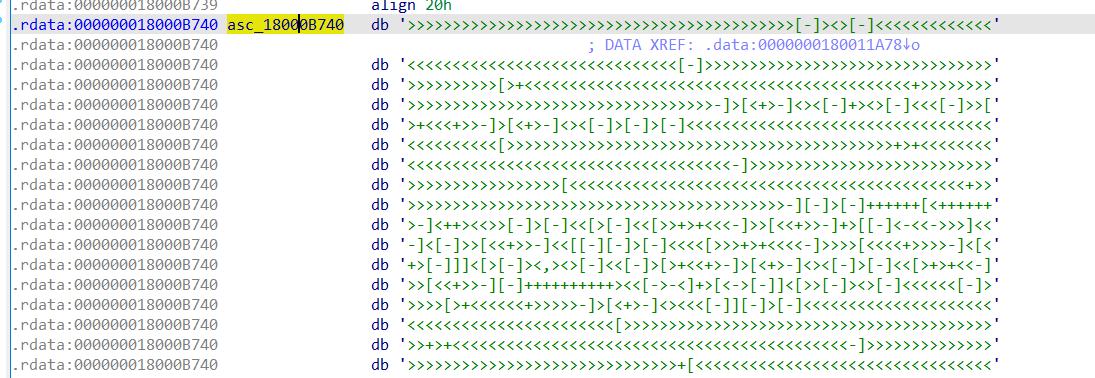 .rdata:000000018000B739 align 20h
.rdata:000000018000B740 asc_18000B740 db '>>>>>>>>>>>>>>>>>>>>>>>>>>>>>>>>>>>>>>>>>>>[-]><>[-]<<<<<<<<<<<<<'
.rdata:000000018000B740 ; DATA XREF: .data:0000000180011A78↓o
.rdata:000000018000B740 db '<<<<<<<<<<<<<<<<<<<<<<<<<<<<<<[-]>>>>>>>>>>>>>>>>>>>>>>>>>>>>>>>>'
.rdata:000000018000B740 db '>>>>>>>>>>[>+<<<<<<<<<<<<<<<<<<<<<<<<<<<<<<<<<<<<<<<<<<<+>>>>>>>>'
.rdata:000000018000B740 db '>>>>>>>>>>>>>>>>>>>>>>>>>>>>>>>>>>-]>[<+>-]<><[-]+><>[-]<<<[-]>>['
.rdata:000000018000B740 db '>+<<<+>>-]>[<+>-]<><[-]>[-]>[-]<<<<<<<<<<<<<<<<<<<<<<<<<<<<<<<<<<'
.rdata:000000018000B740 db '<<<<<<<<<<[>>>>>>>>>>>>>>>>>>>>>>>>>>>>>>>>>>>>>>>>>>>+>+<<<<<<<<'
.rdata:000000018000B740 db '<<<<<<<<<<<<<<<<<<<<<<<<<<<<<<<<<<<<-]>>>>>>>>>>>>>>>>>>>>>>>>>>>'
.rdata:000000018000B740 db '>>>>>>>>>>>>>>>>>[<<<<<<<<<<<<<<<<<<<<<<<<<<<<<<<<<<<<<<<<<<<<+>>'
.rdata:000000018000B740 db '>>>>>>>>>>>>>>>>>>>>>>>>>>>>>>>>>>>>>>>>>>-][-]>[-]++++++[<++++++'
.rdata:000000018000B740 db '>-]<++><<>>[-]>[-]<<[>[-]<<[>>+>+<<<-]>>[<<+>>-]+>[[-]<-<<->>>]<<'
.rdata:000000018000B740 db '-]<[-]>>[<<+>>-]<<[[-][-]>[-]<<<<[>>>+>+<<<<-]>>>>[<<<<+>>>>-]<[<'
.rdata:000000018000B740 db '+>[-]]]<[>[-]><,><>[-]<<[-]>[>+<<+>-]>[<+>-]<><[-]>[-]<<[>+>+<<-]'
.rdata:000000018000B740 db '>>[<<+>>-][-]++++++++++><<[->-<]+>[<->[-]]<[>>[-]><>[-]<<<<<<[-]>'
.rdata:000000018000B740 db '>>>>[>+<<<<<<+>>>>>-]>[<+>-]<><<<[-]][-]>[-]<<<<<<<<<<<<<<<<<<<<<'
.rdata:000000018000B740 db '<<<<<<<<<<<<<<<<<<<<<<<[>>>>>>>>>>>>>>>>>>>>>>>>>>>>>>>>>>>>>>>>>'
.rdata:000000018000B740 db '>>+>+<<<<<<<<<<<<<<<<<<<<<<<<<<<<<<<<<<<<<<<<<<<<-]>>>>>>>>>>>>>>'
.rdata:000000018000B740 db '>>>>>>>>>>>>>>>>>>>>>>>>>>>>>>+[<<<<<<<<<<<<<<<<<<<<<<<<<<<<<<<<<'